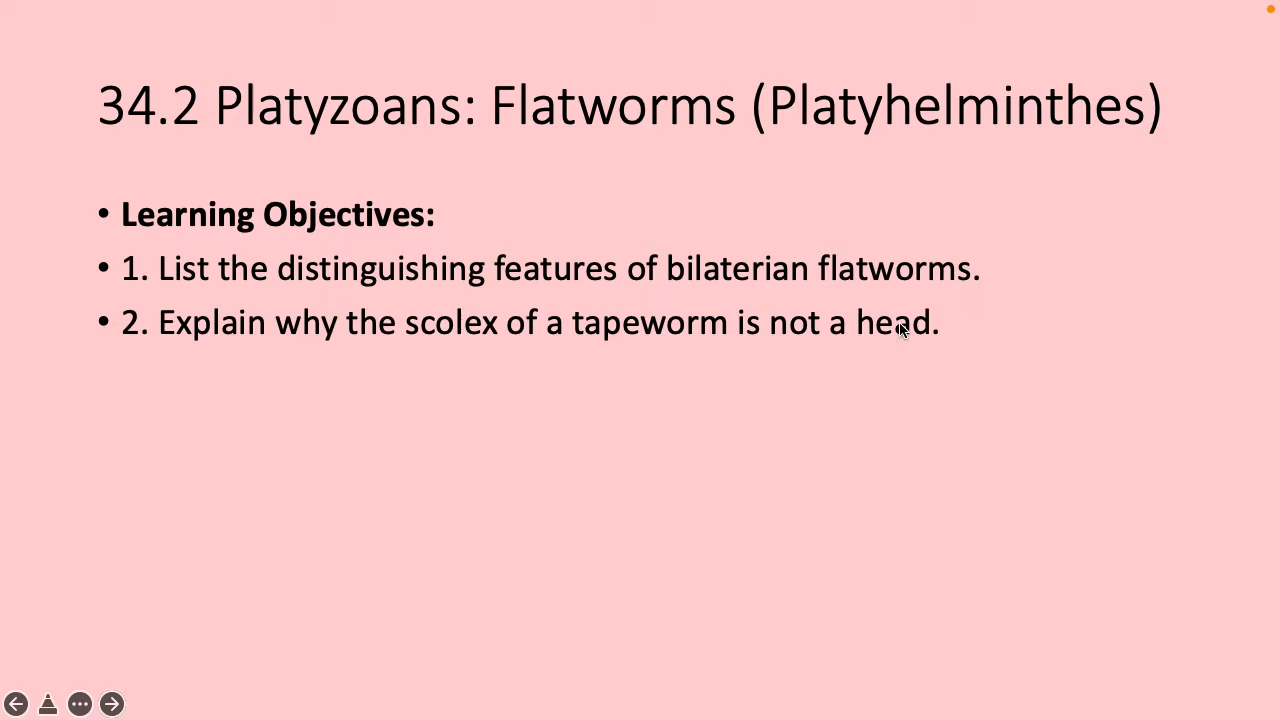 34.2 Platyzoans: Flatworms (Platyhelminthes)
• Learning Objectives:
• 1. List the distinguishing features of bilaterian flatworms.
• 2. Explain why the scolex of a tapeworm is not a head.